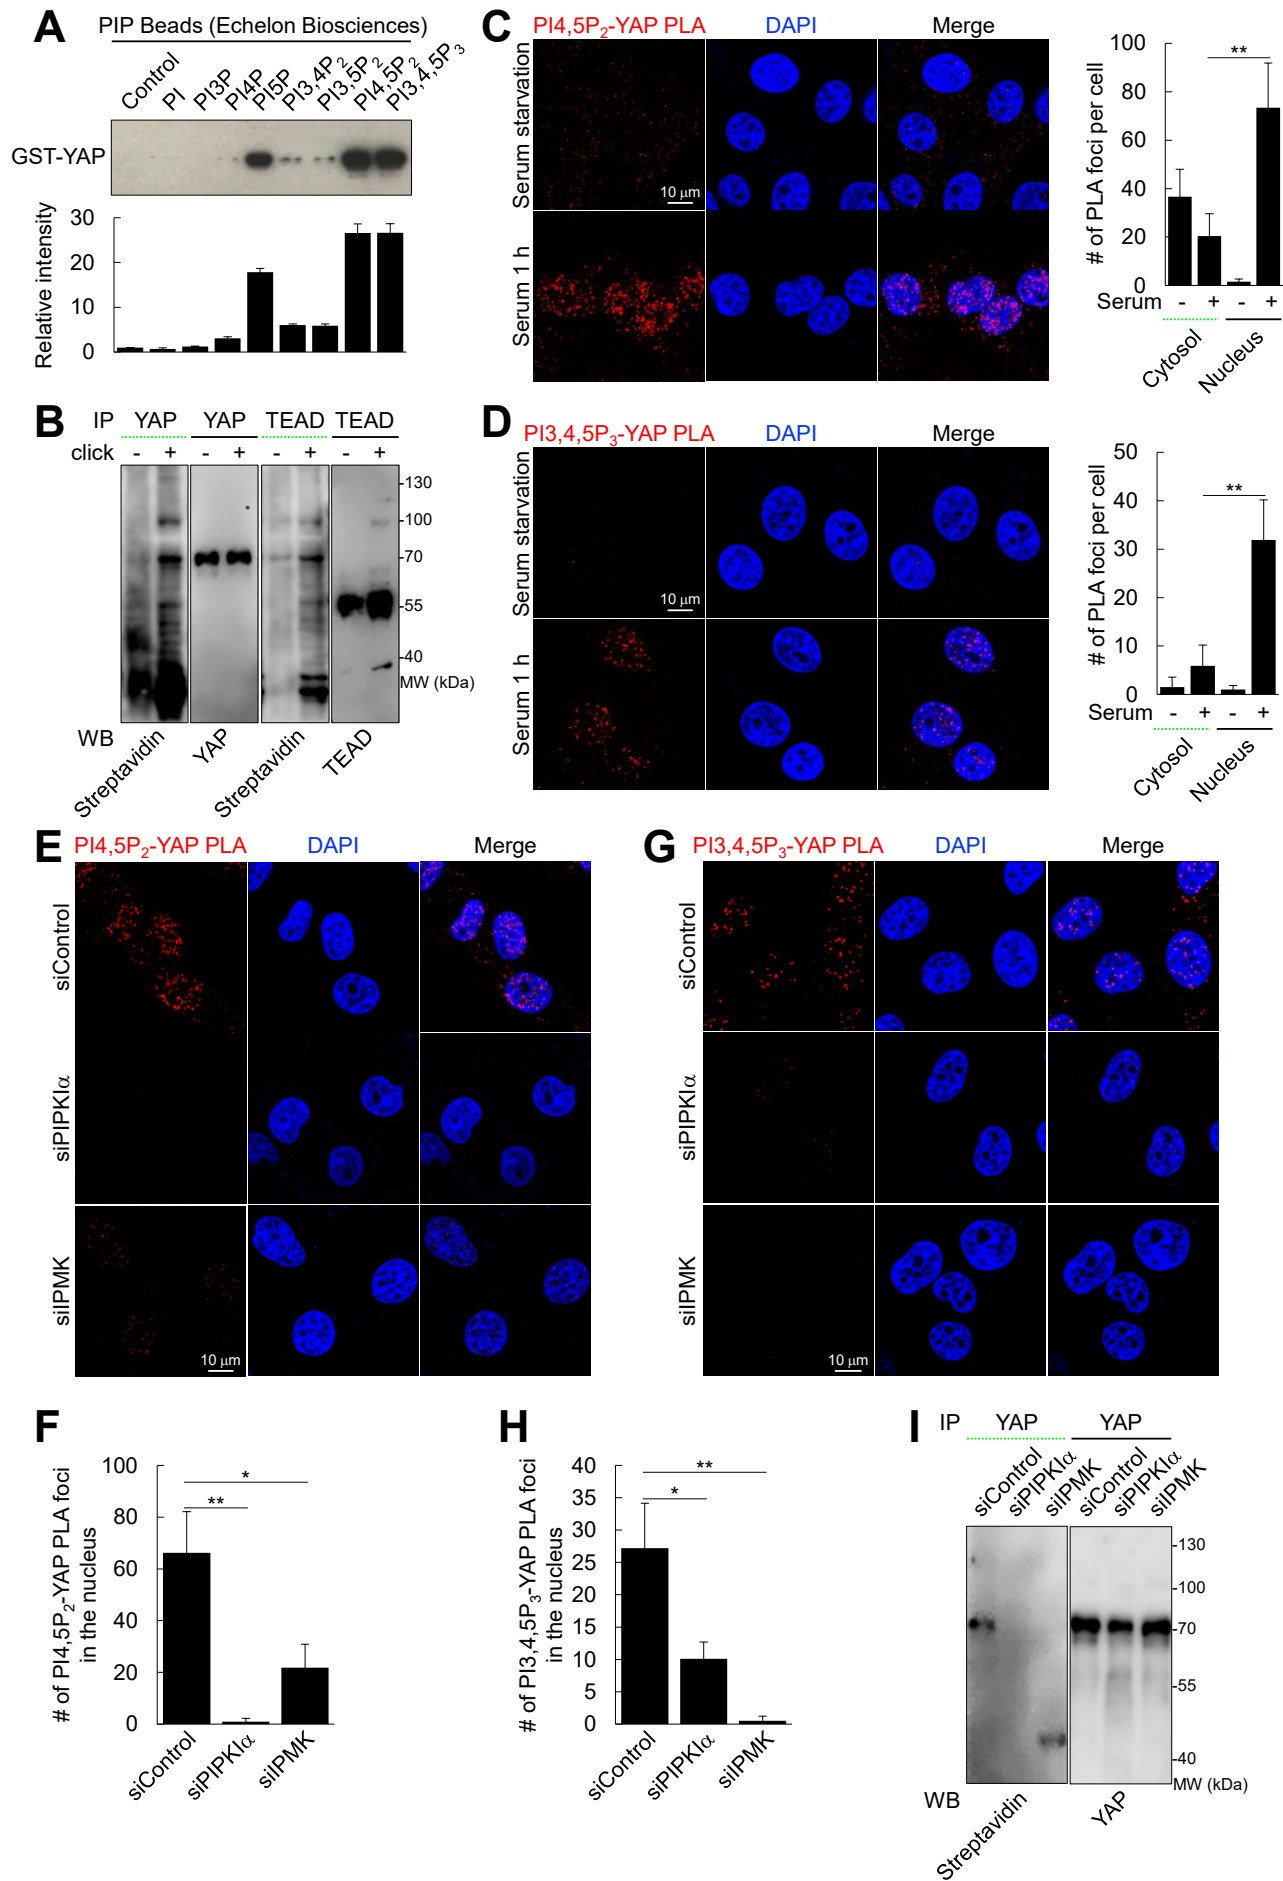 A
PIP Beads (Echelon Biosciences)
Control PI PI3P PI4P PI5P PI3,4P2 PI3,5P2 PI4,5P2 PI3,4,5P3
GST-YAP
Relative intensity
30
20
10
0
B
IP YAP YAP TEAD TEAD
click - + - + - + - +
-130
-100
-70
-55
-40
MW (kDa)
WB
Streptavidin YAP Streptavidin TEAD
C
PI4,5P2-YAP PLA DAPI Merge
Serum starvation
10 μm
Serum 1 h
# of PLA foci per cell
100
80
60
40
20
0
**
Serum - + - +
Cytosol Nucleus
D
PI3,4,5P3-YAP PLA DAPI Merge
Serum starvation
10 μm
Serum 1 h
# of PLA foci per cell
50
40
30
20
10
0
**
Serum - + - +
Cytosol Nucleus
E
PI4,5P2-YAP PLA DAPI Merge
siControl
siPIPKIα
siIPMK
10 μm
G
PI3,4,5P3-YAP PLA DAPI Merge
siControl
siPIPKIα
siIPMK
10 μm
F
# of PI4,5P2-YAP PLA foci
in the nucleus
100
80
60
40
20
0
*
**
siControl siPIPKIα siIPMK
H
# of PI3,4,5P3-YAP PLA foci
in the nucleus
40
35
30
25
20
15
10
5
0
**
*
siControl siPIPKIα siIPMK
I
IP YAP YAP
siControl siPIPKIα siIPMK siControl siPIPKIα siIPMK
-130
-100
-70
-55
-40
MW (kDa)
WB
Streptavidin YAP